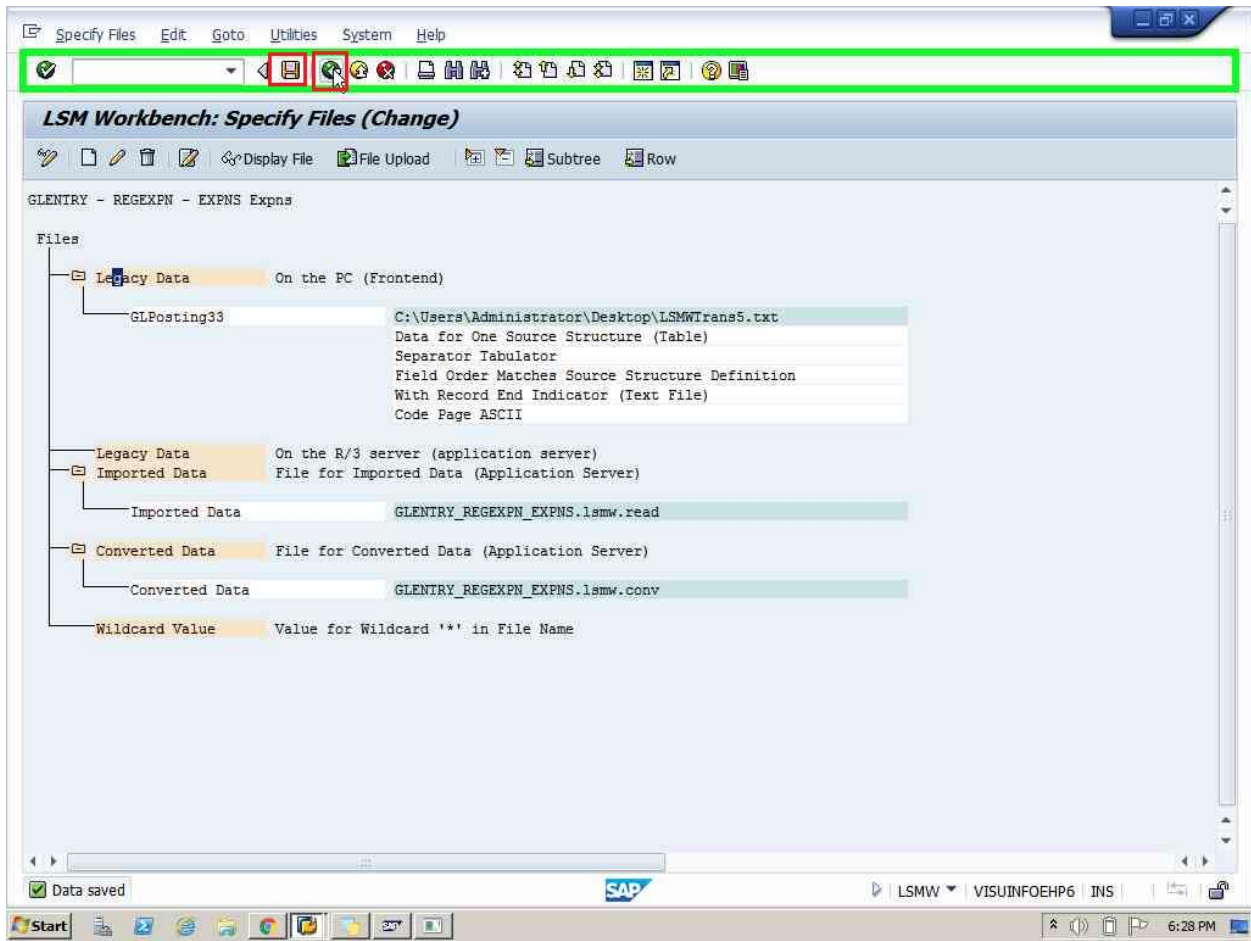 Specify Files Edit Goto Utilities System Help
LSM Workbench: Specify Files (Change)
Display File File Upload Subtree Row
GLENTRY - REGEXPN - EXPNS Expns
Files
Legacy Data On the PC (Frontend)
GLPosting33 C:\Users\Administrator\Desktop\LSMWTrans5.txt
Data for One Source Structure (Table)
Separator Tabulator
Field Order Matches Source Structure Definition
With Record End Indicator (Text File)
Code Page ASCII
Legacy Data On the R/3 server (application server)
Imported Data File for Imported Data (Application Server)
Imported Data GLENTRY_REGEXPN_EXPNS.lsmw.read
Converted Data File for Converted Data (Application Server)
Converted Data GLENTRY_REGEXPN_EXPNS.lsmw.conv
Wildcard Value Value for Wildcard '*' in File Name
Data saved SAP LSMW VISUINFOEHP6 INS
Start 6:28 PM